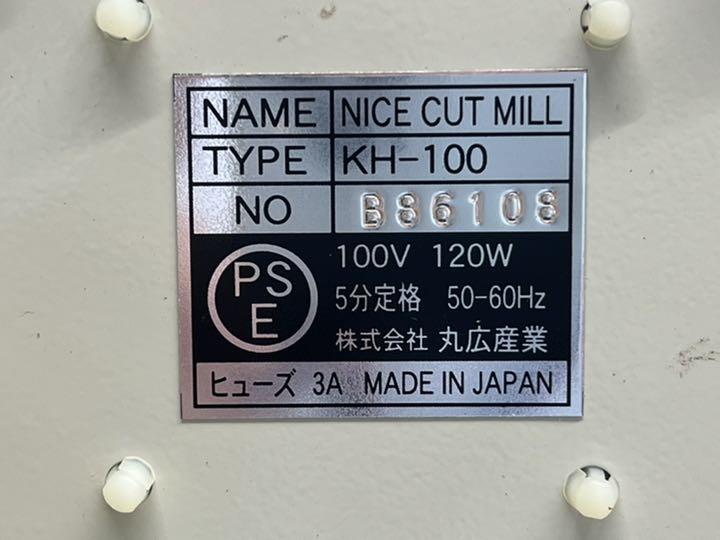 NAME NICE CUT MILL
TYPE KH-100
NO B86108
PS
E
100V 120W
5分定格 50-60Hz
株式会社 丸広産業
ヒューズ 3A MADE IN JAPAN